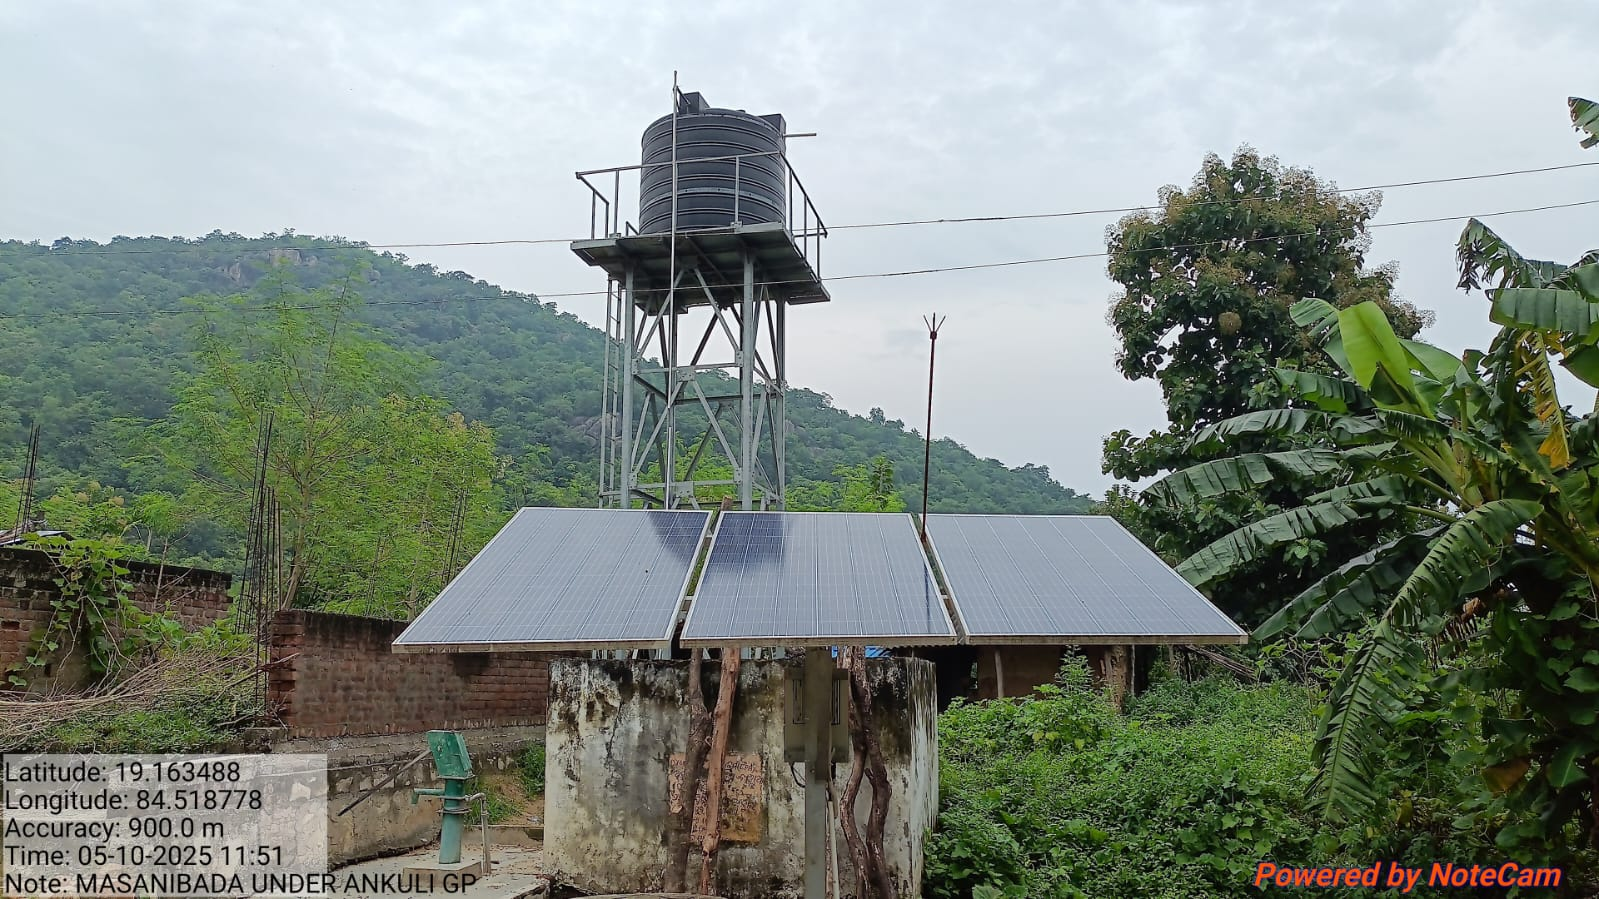 Latitude: 19.163488
Longitude: 84.518778
Accuracy: 900.0 m
Time: 05-10-2025 11:51
Note: MASANIBADA UNDER ANKULI GP
Powered by NoteCam